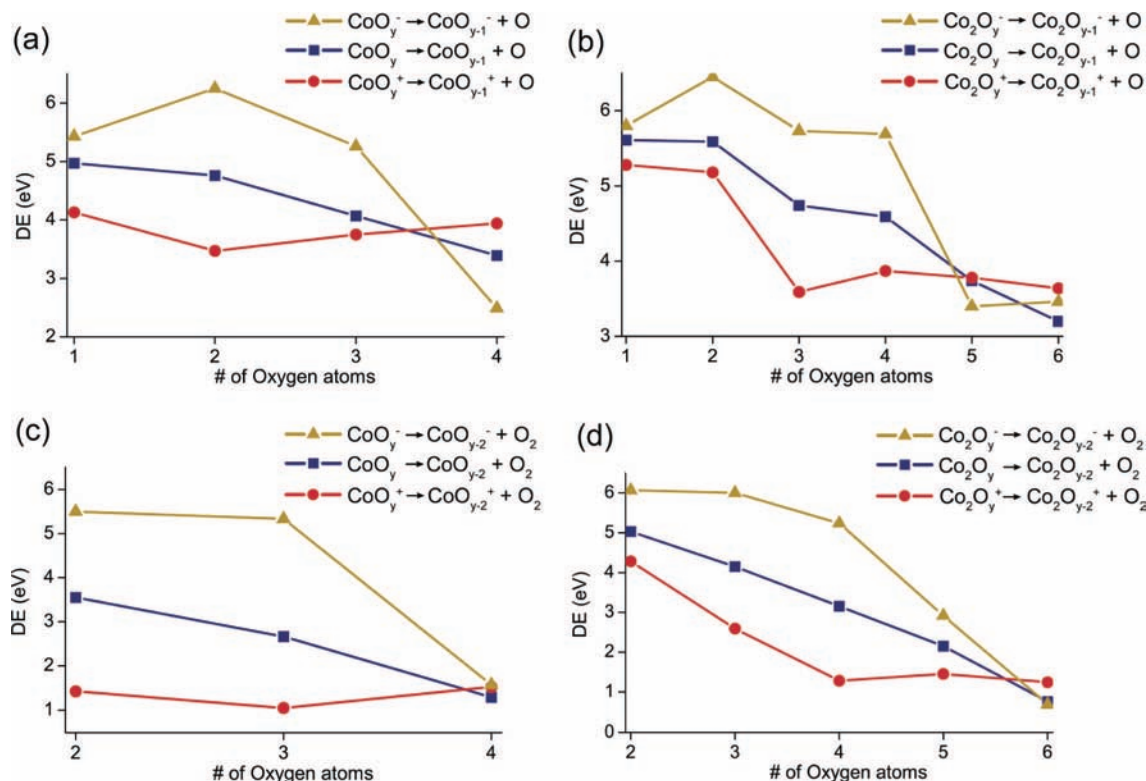 (a)
CoOy- → CoOy-1- + O
CoOy → CoOy-1 + O
CoOy+ → CoOy-1+ + O
DE (eV)
6
5
4
3
2
1 2 3 4
# of Oxygen atoms
(b)
Co2Oy- → Co2Oy-1- + O
Co2Oy → Co2Oy-1 + O
Co2Oy+ → Co2Oy-1+ + O
DE (eV)
6
5
4
3
1 2 3 4 5 6
# of Oxygen atoms
(c)
CoOy- → CoOy-2- + O2
CoOy → CoOy-2 + O2
CoOy+ → CoOy-2+ + O2
DE (eV)
6
5
4
3
2
1
2 3 4
# of Oxygen atoms
(d)
Co2Oy- → Co2Oy-2- + O2
Co2Oy → Co2Oy-2 + O2
Co2Oy+ → Co2Oy-2+ + O2
DE (eV)
6
5
4
3
2
1
0
2 3 4 5 6
# of Oxygen atoms